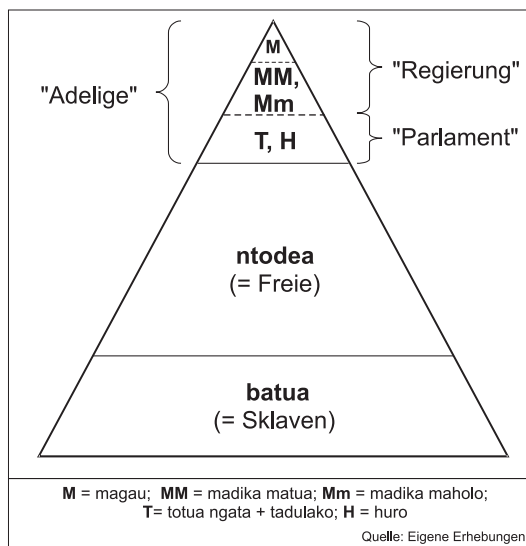 M
"Regierung"
"Adelige"
MM,
Mm
T, H
"Parlament"
ntodea
(= Freie)
batua
(= Sklaven)
M = magau; MM = madika matua; Mm = madika maholo;
T= totua ngata + tadulako; H = huro
Quelle: Eigene Erhebungen